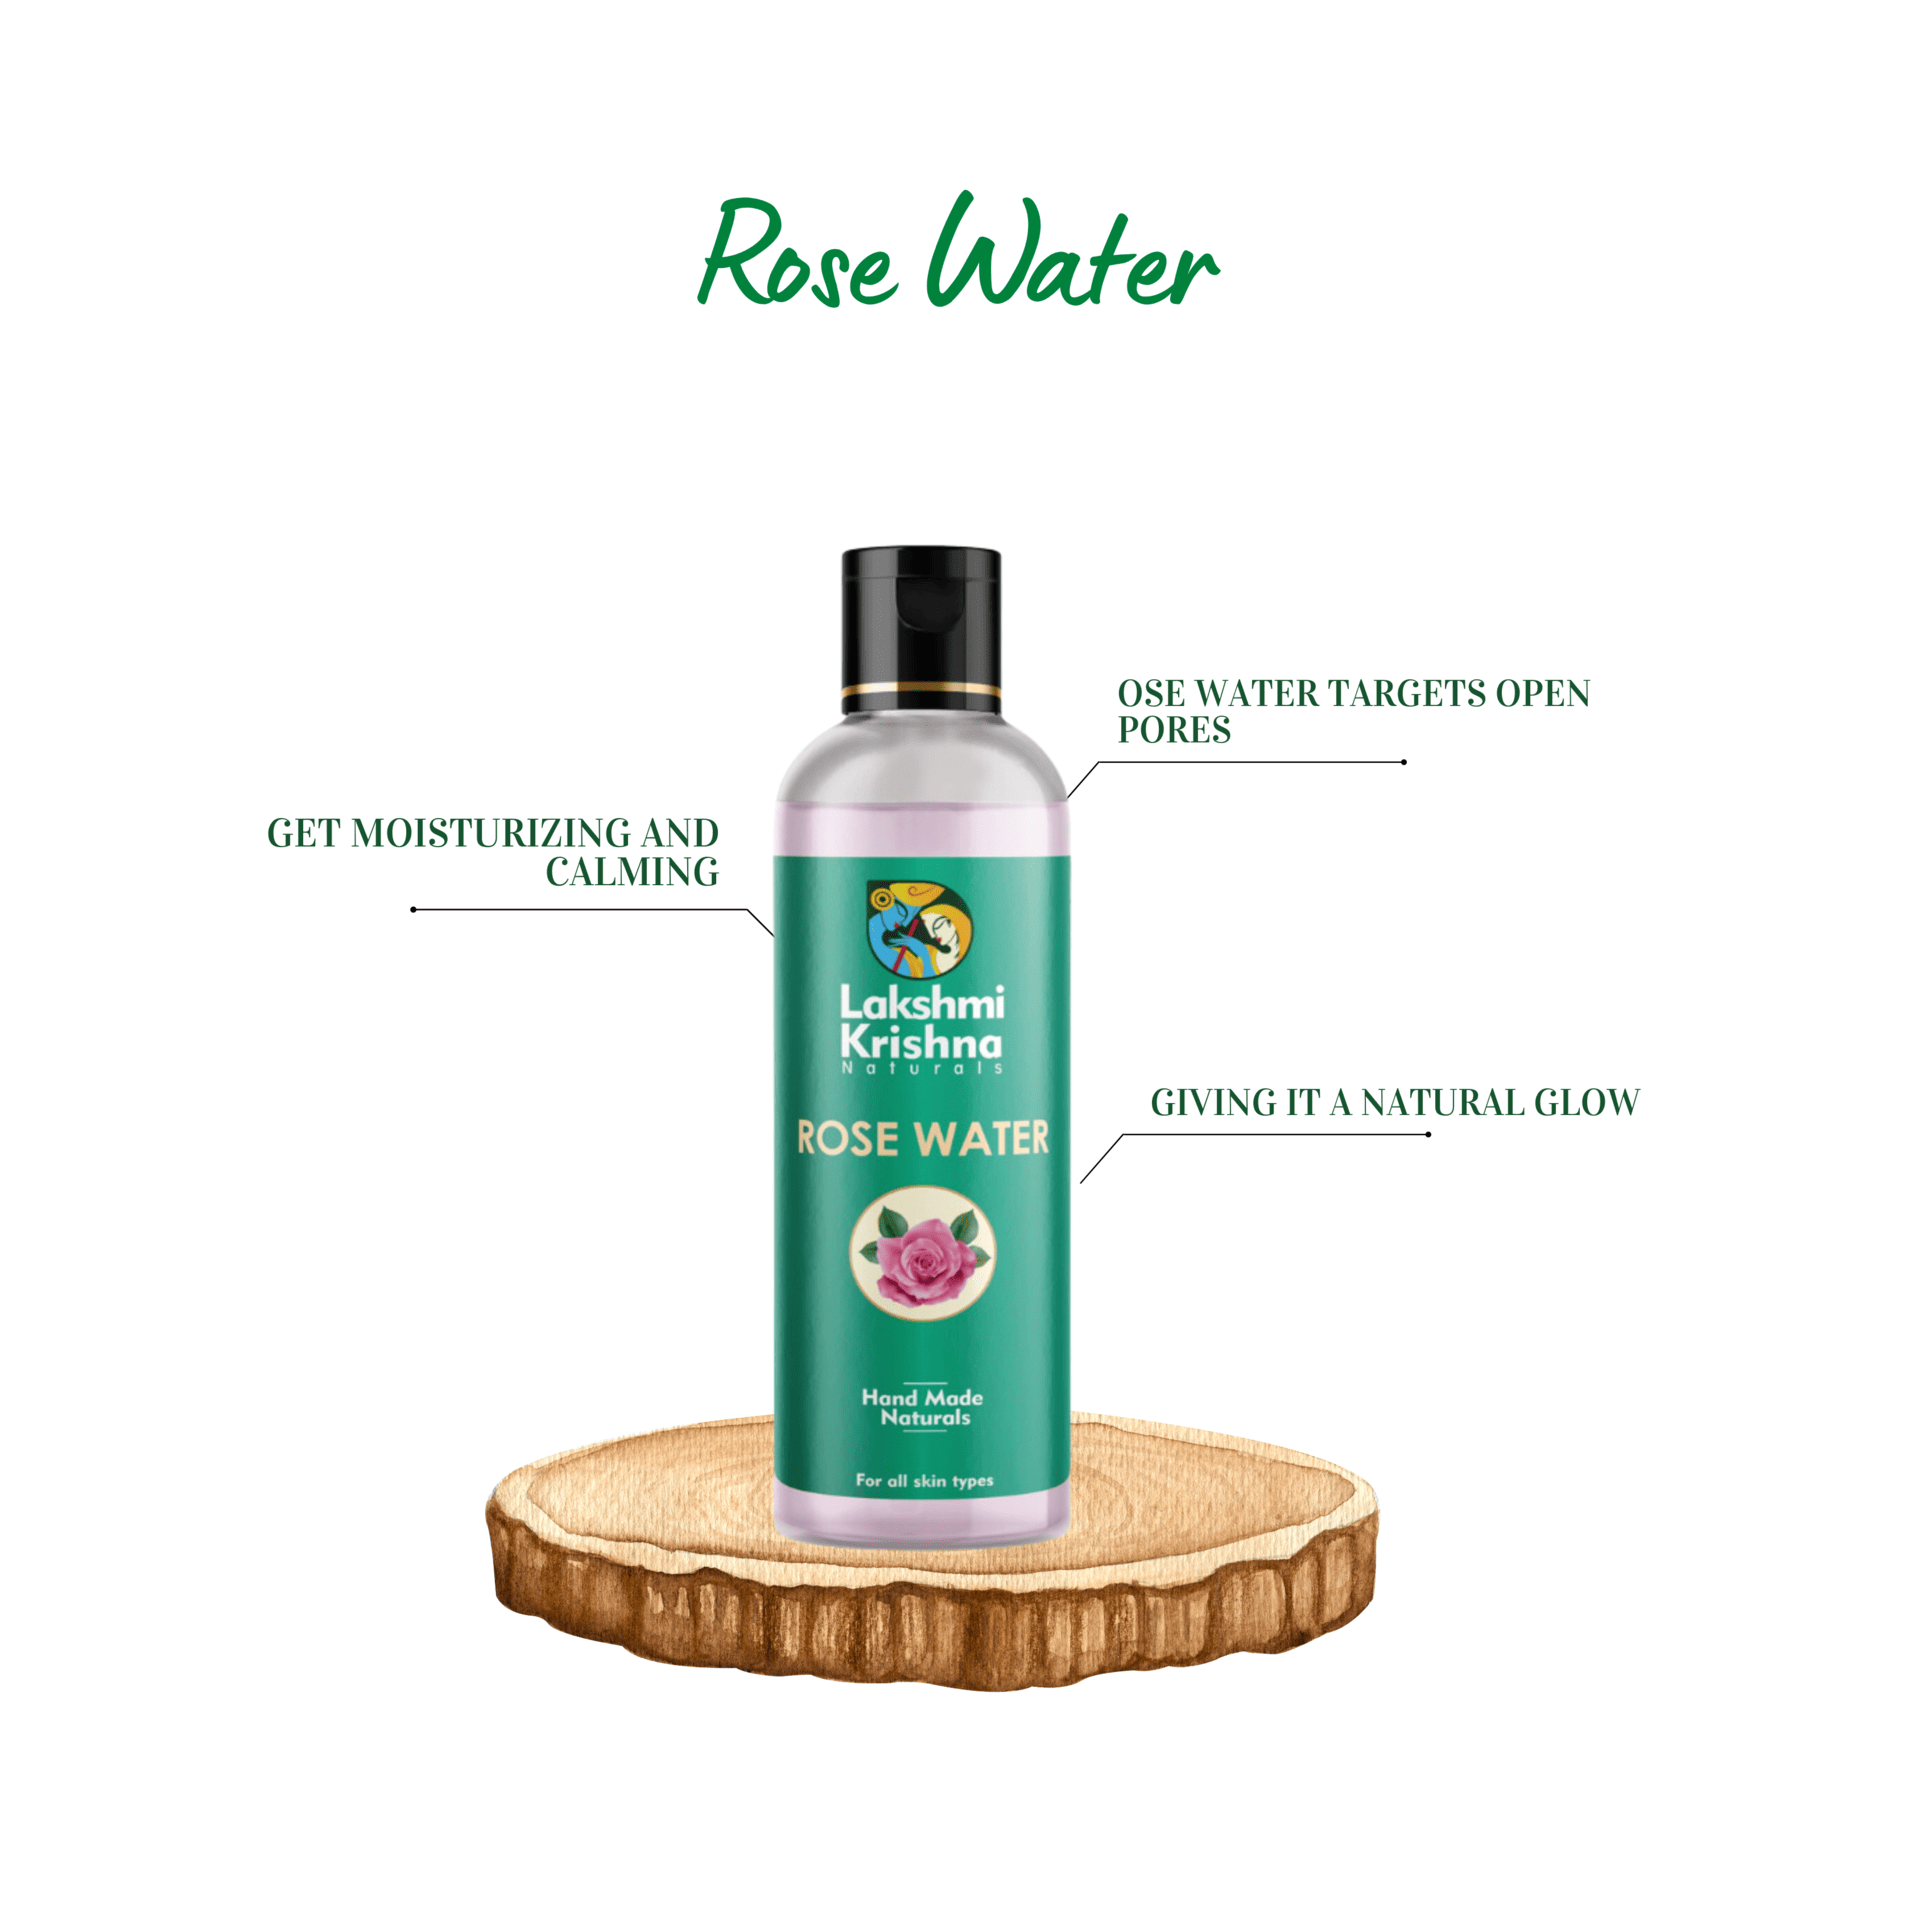 Rose Water
OSE WATER TARGETS OPEN
PORES
GET MOISTURIZING AND
CALMING
Lakshmi
Krishna
Naturals
GIVING IT A NATURAL GLOW
ROSE WATER
Hand Made
Naturals
For all skin types